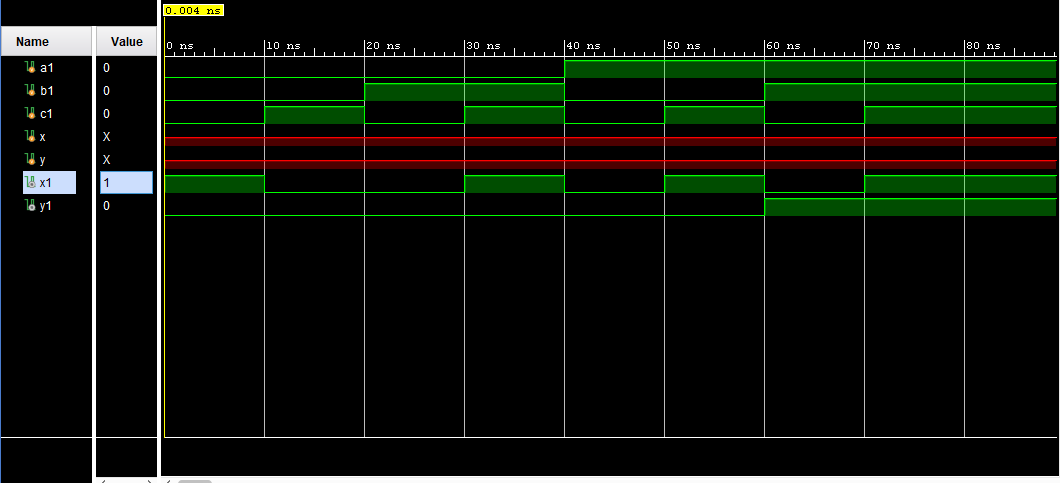 0.004 ns
Name Value 0 ns 10 ns 20 ns 30 ns 40 ns 50 ns 60 ns 70 ns 80 ns
a1 0
b1 0
c1 0
x X
y X
x1 1
y1 0